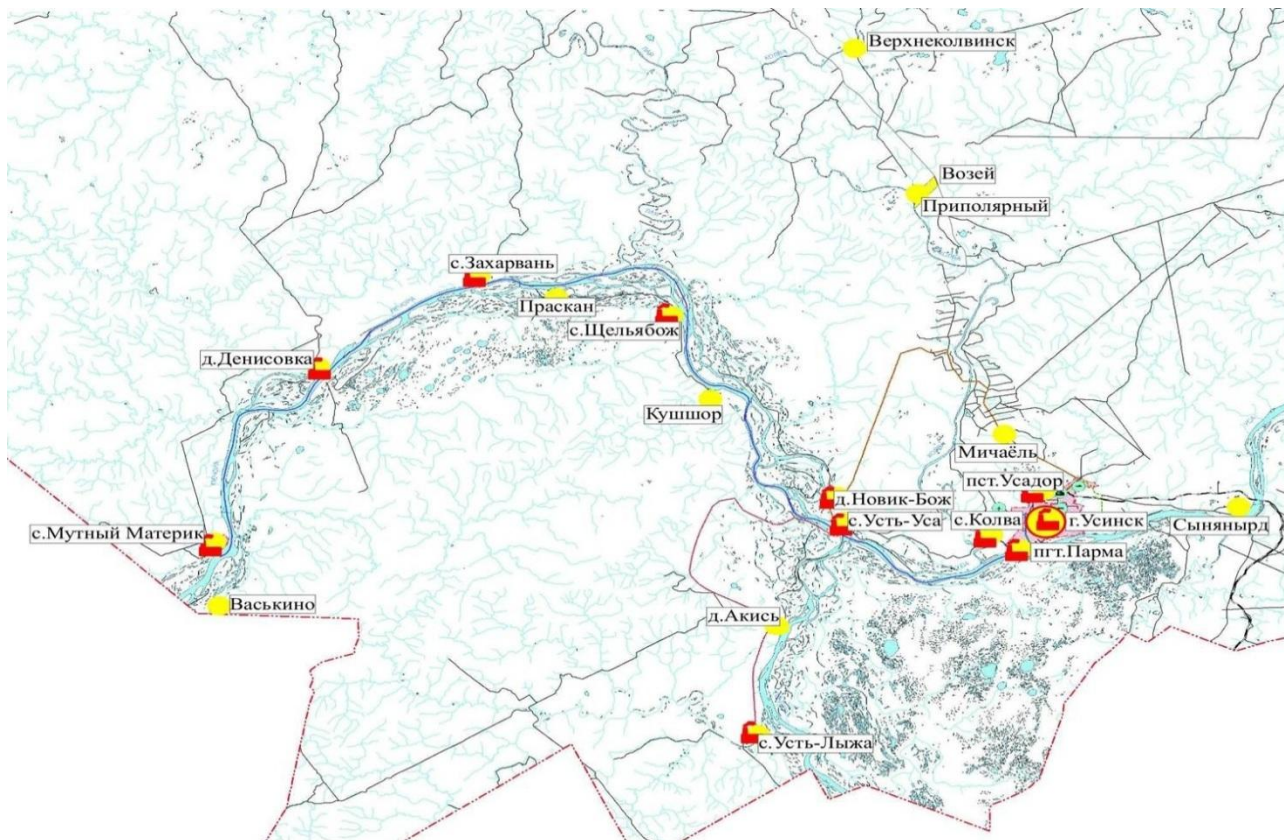 Верхнеколвинск
Возей
Приполярный
с.Захарвань
Праскан
с.Щельябож
д.Денисовка
Кушшор
Мичаёль
пст.Усадор
д.Новик-Бож
с.Усть-Уса
с.Колва
г.Усинск
Сынянырд
с.Мутный Материк
пгт.Парма
Васькино
д.Акись
с.Усть-Лыжа